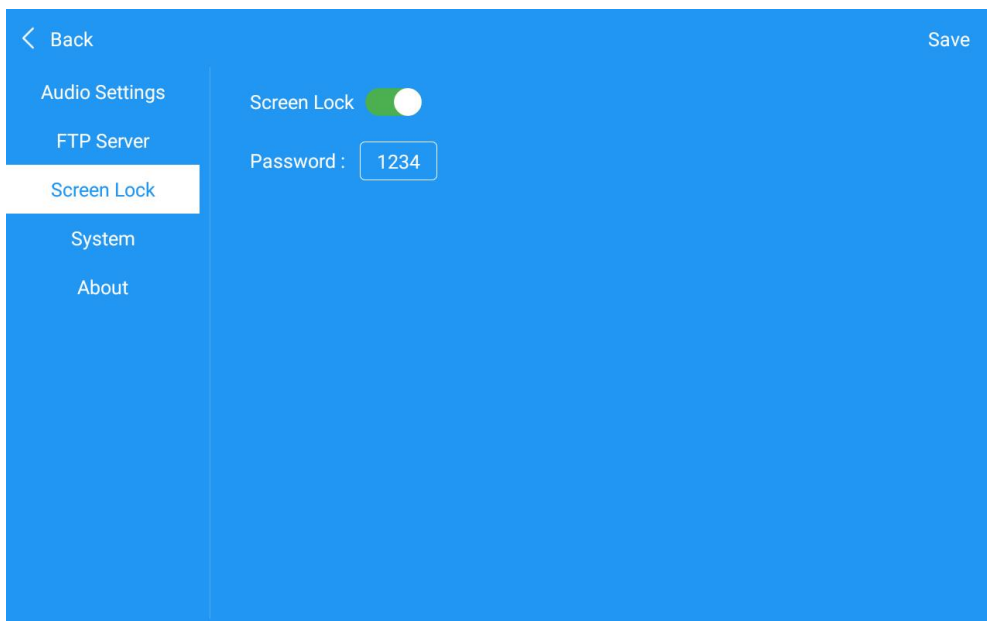 Back
Save
Audio Settings
FTP Server
Screen Lock
System
About
Screen Lock
Password :
1234